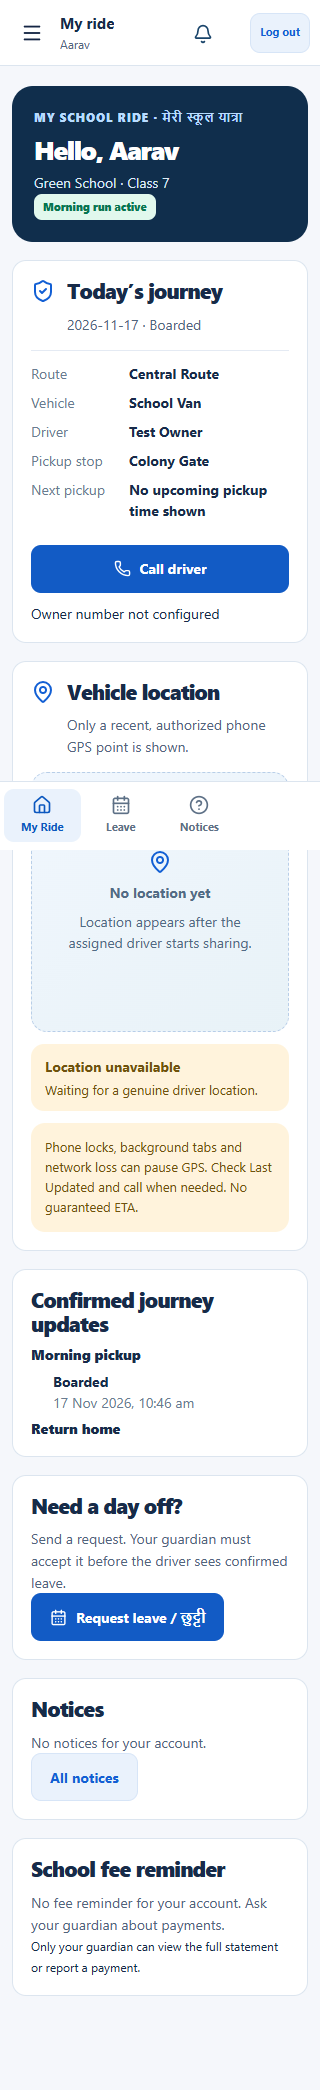 My ride
Aarav
Log out
MY SCHOOL RIDE · मेरी स्कूल यात्रा
Hello, Aarav
Green School · Class 7
Morning run active
Today’s journey
2026-11-17 · Boarded
Route Central Route
Vehicle School Van
Driver Test Owner
Pickup stop Colony Gate
Next pickup No upcoming pickup
time shown
Call driver
Owner number not configured
Vehicle location
Only a recent, authorized phone
GPS point is shown.
My Ride Leave Notices
No location yet
Location appears after the
assigned driver starts sharing.
Location unavailable
Waiting for a genuine driver location.
Phone locks, background tabs and
network loss can pause GPS. Check Last
Updated and call when needed. No
guaranteed ETA.
Confirmed journey
updates
Morning pickup
Boarded
17 Nov 2026, 10:46 am
Return home
Need a day off?
Send a request. Your guardian must
accept it before the driver sees confirmed
leave.
Request leave / छुट्टी
Notices
No notices for your account.
All notices
School fee reminder
No fee reminder for your account. Ask
your guardian about payments.
Only your guardian can view the full statement
or report a payment.